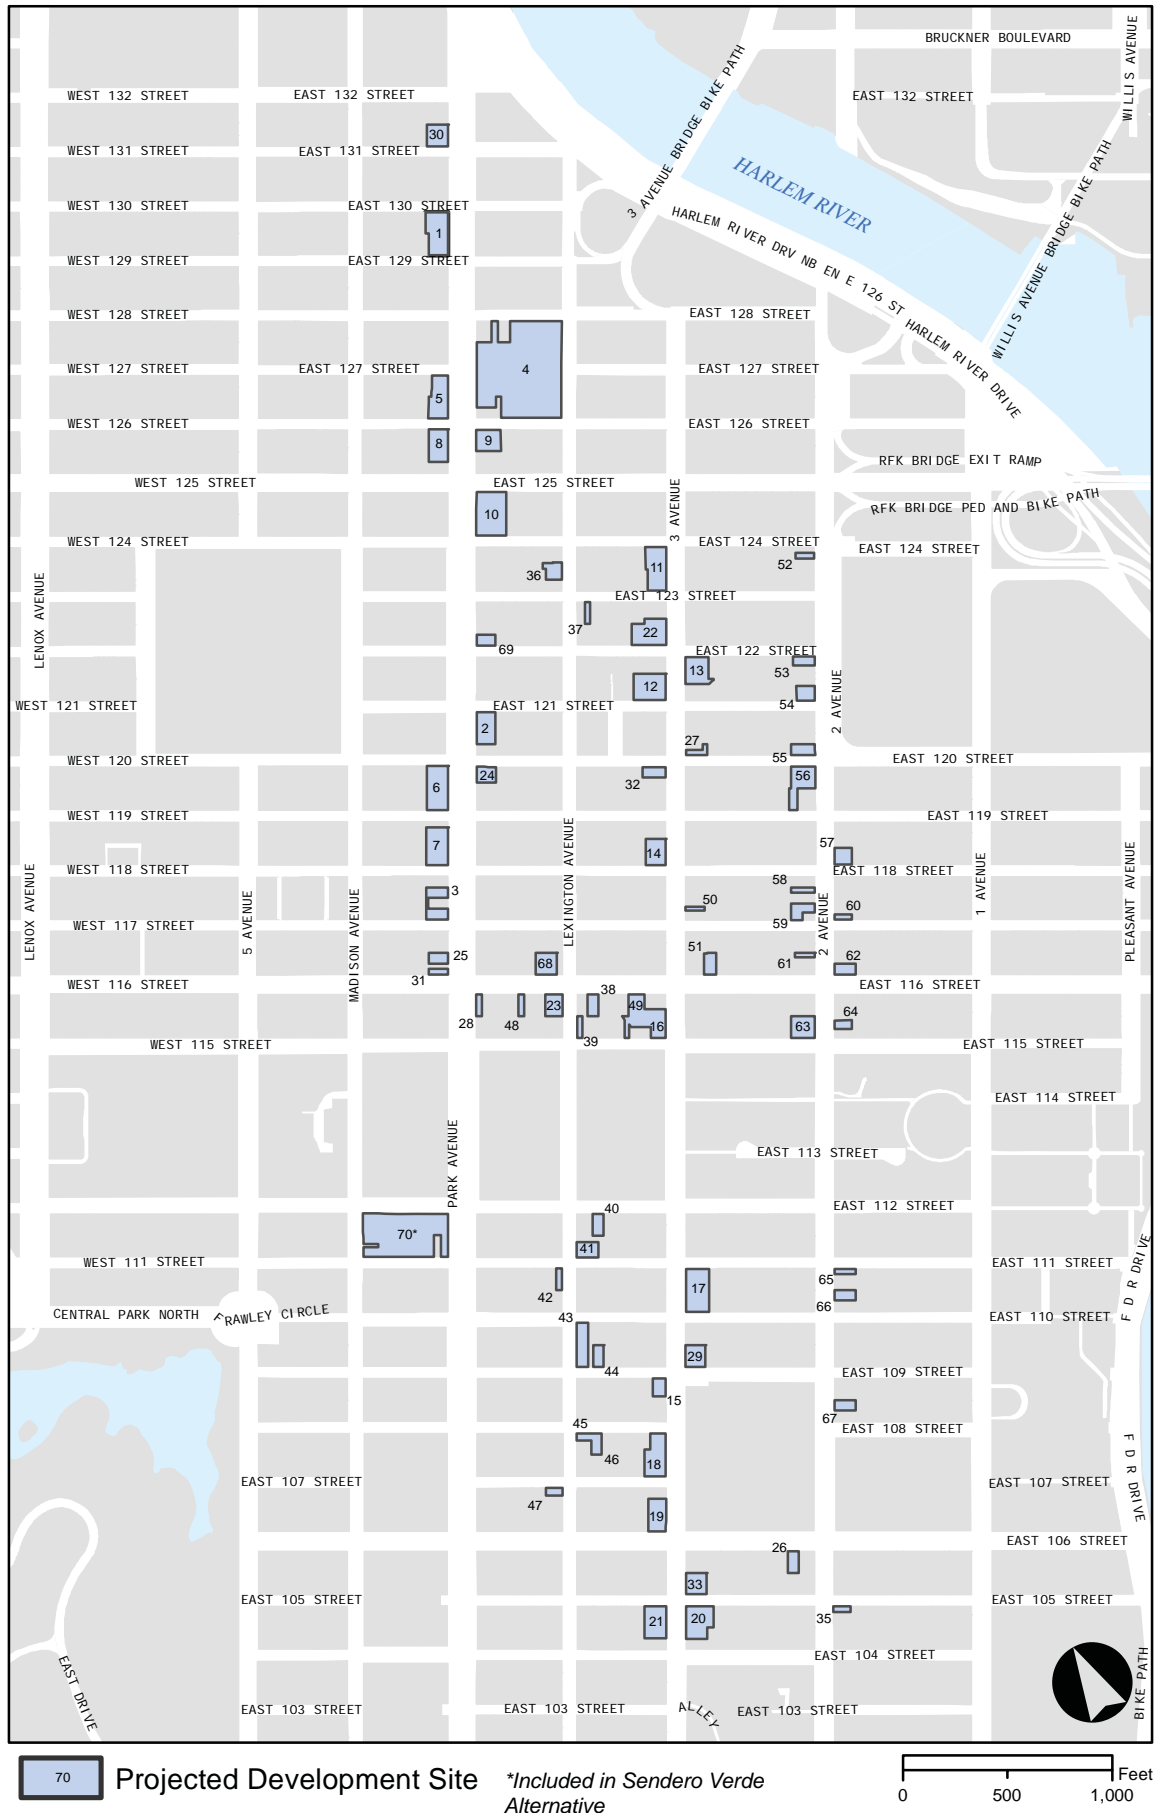 BRUCKNER BOULEVARD
WILLIS AVENUE
WEST 132 STREET
EAST 132 STREET
EAST 132 STREET
3 AVENUE BRIDGE BIKE PATH
30
WEST 131 STREET
EAST 131 STREET
HARLEM RIVER
WILLIS AVENUE BRIDGE BIKE PATH
WEST 130 STREET
EAST 130 STREET
HARLEM RIVER DRV NB EN E 126 ST
1
WEST 129 STREET
EAST 129 STREET
WEST 128 STREET
EAST 128 STREET
HARLEM RIVER DRIVE
WEST 127 STREET
EAST 127 STREET
4
EAST 127 STREET
5
WEST 126 STREET
EAST 126 STREET
8
9
RFK BRIDGE EXIT RAMP
WEST 125 STREET
EAST 125 STREET
3 AVENUE
RFK BRIDGE PED AND BIKE PATH
10
WEST 124 STREET
EAST 124 STREET
EAST 124 STREET
36
11
52
LENOX AVENUE
EAST 123 STREET
37
22
69
EAST 122 STREET
13
53
12
54
2 AVENUE
WEST 121 STREET
EAST 121 STREET
2
27
55
WEST 120 STREET
EAST 120 STREET
6
24
32
56
WEST 119 STREET
EAST 119 STREET
7
LEXINGTON AVENUE
14
57
WEST 118 STREET
EAST 118 STREET
LENOX AVENUE
5 AVENUE
MADISON AVENUE
3
50
58
59
60
2 AVENUE
1 AVENUE
PLEASANT AVENUE
WEST 117 STREET
25
31
68
51
61
62
WEST 116 STREET
EAST 116 STREET
28
48
23
38
39
49
16
63
64
WEST 115 STREET
EAST 115 STREET
EAST 114 STREET
PARK AVENUE
EAST 113 STREET
EAST 112 STREET
40
70*
41
WEST 111 STREET
EAST 111 STREET
42
17
65
66
F D R DRIVE
CENTRAL PARK NORTH
FRAWLEY CIRCLE
43
EAST 110 STREET
44
29
EAST 109 STREET
15
67
45
46
18
EAST 108 STREET
F D R DRIVE
EAST 107 STREET
EAST 107 STREET
47
19
EAST 106 STREET
26
33
EAST 105 STREET
EAST 105 STREET
21
20
35
EAST DRIVE
EAST 104 STREET
BIKE PATH
EAST 103 STREET
EAST 103 STREET
ALLEY
EAST 103 STREET
70
Projected Development Site
*Included in Sendero Verde
Alternative
Feet
0
500
1,000